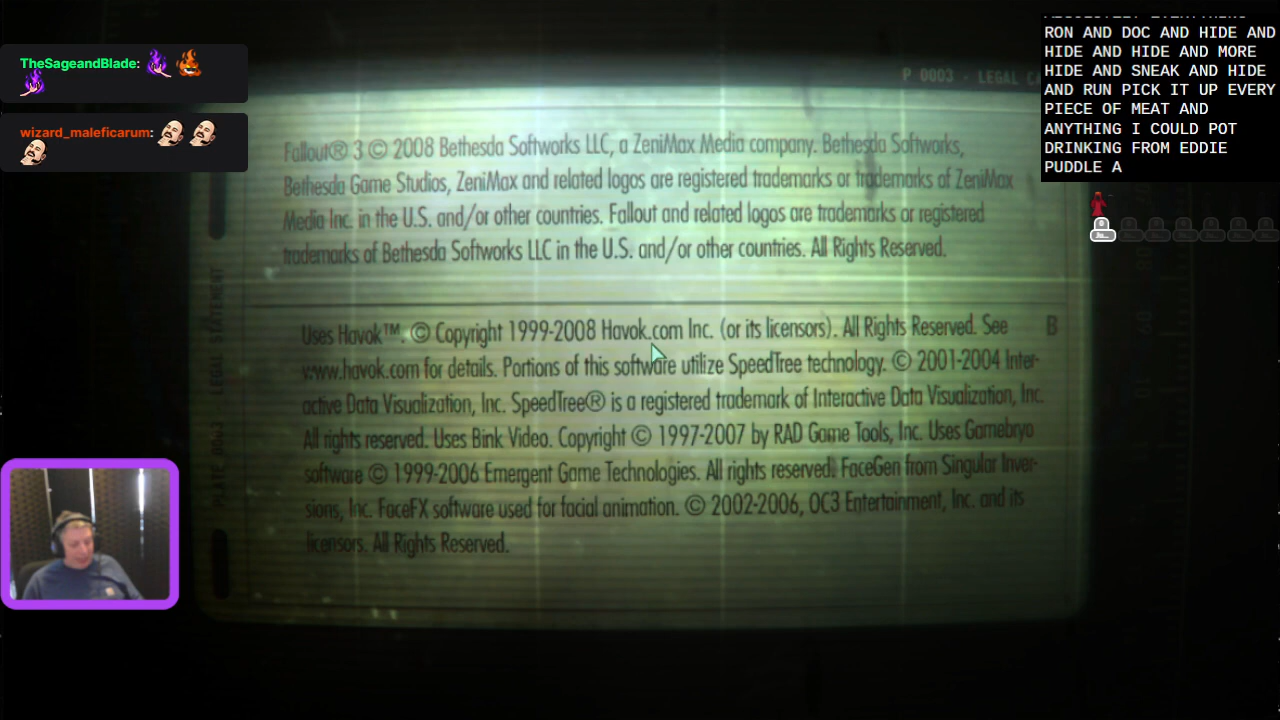 TheSageandBlade:
wizard_maleficarum:
RON AND DOC AND HIDE AND
HIDE AND HIDE AND MORE
HIDE AND SNEAK AND HIDE
AND RUN PICK IT UP EVERY
PIECE OF MEAT AND
ANYTHING I COULD POT
DRINKING FROM EDDIE
PUDDLE A
P 0003 - LEGAL
Fallout® 3 © 2008 Bethesda Softworks LLC, a ZeniMax Media company. Bethesda Softworks,
Bethesda Game Studios, ZeniMax and related logos are registered trademarks or trademarks of ZeniMax
Media Inc. in the U.S. and/or other countries. Fallout and related logos are trademarks or registered
trademarks of Bethesda Softworks LLC in the U.S. and/or other countries. All Rights Reserved.
Uses Havok™. © Copyright 1999-2008 Havok.com Inc. (or its licensors). All Rights Reserved. See
www.havok.com for details. Portions of this software utilize SpeedTree technology. © 2001-2004 Inter-
active Data Visualization, Inc. SpeedTree® is a registered trademark of Interactive Data Visualization, Inc.
All rights reserved. Uses Bink Video. Copyright © 1997-2007 by RAD Game Tools, Inc. Uses Gamebryo
software © 1999-2006 Emergent Game Technologies. All rights reserved. FaceGen from Singular Inver-
sions, Inc. FaceFX software used for facial animation. © 2002-2006, OC3 Entertainment, Inc. and its
licensors. All Rights Reserved.
B
LEGAL STATEMENT